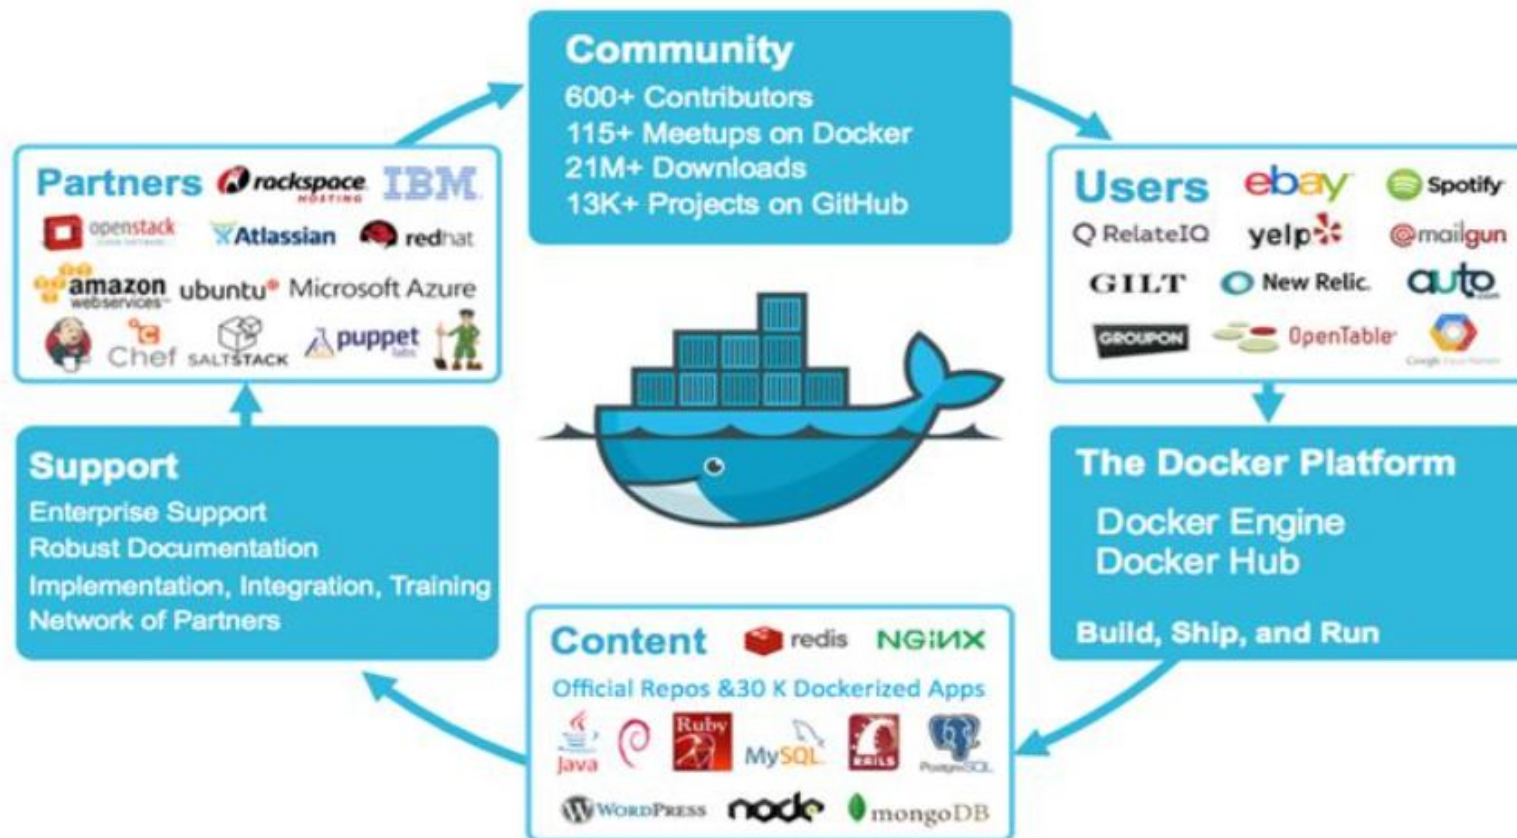 Community
600+ Contributors
115+ Meetups on Docker
21M+ Downloads
13K+ Projects on GitHub
Users ebay Spotify
RelateIQ yelp @mailgun
GILT New Relic. auto.com
GROUPON OpenTable
The Docker Platform
Docker Engine
Docker Hub
Build, Ship, and Run
Content redis NGiNX
Official Repos &30 K Dockerized Apps
Java Ruby MySQL RAILS PostgreSQL
WORDPRESS node mongoDB
Support
Enterprise Support
Robust Documentation
Implementation, Integration, Training
Network of Partners
Partners rackspace. IBM
HOSTING
openstack Atlassian redhat
amazon webservices ubuntu Microsoft Azure
Chef SALTSTACK puppet labs